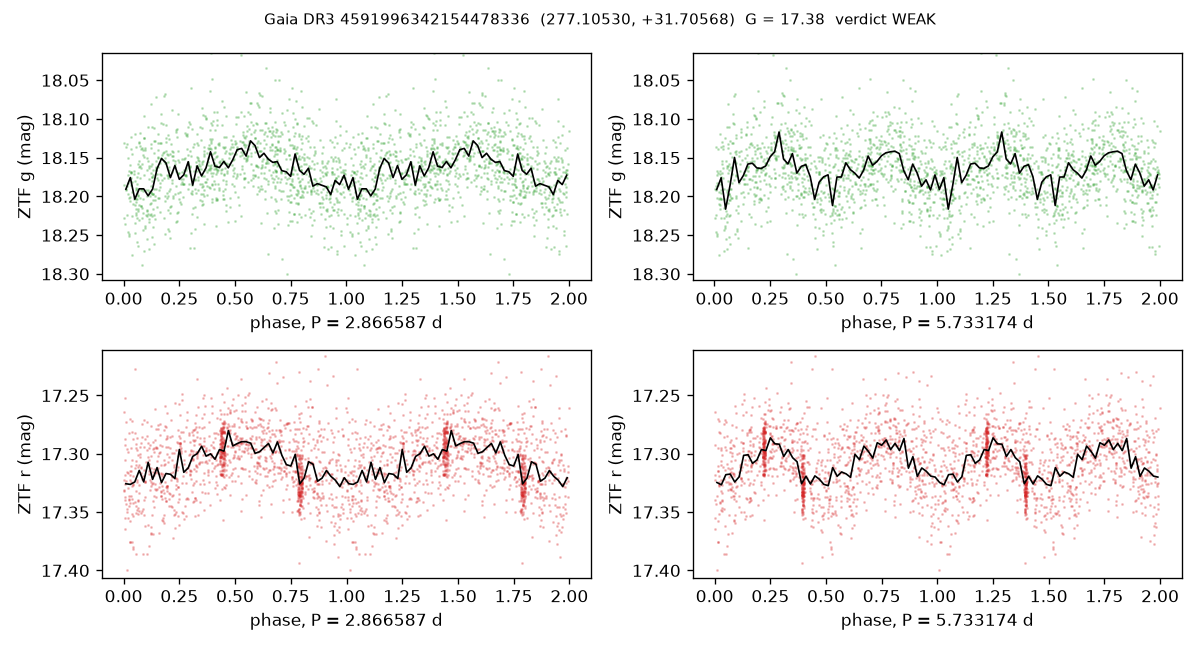 Gaia DR3 4591996342154478336 (277.10530, +31.70568) G = 17.38 verdict WEAK
ZTF g (mag)
18.05
18.10
18.15
18.20
18.25
18.30
0.00 0.25 0.50 0.75 1.00 1.25 1.50 1.75 2.00
phase, P = 2.866587 d
ZTF g (mag)
18.05
18.10
18.15
18.20
18.25
18.30
0.00 0.25 0.50 0.75 1.00 1.25 1.50 1.75 2.00
phase, P = 5.733174 d
ZTF r (mag)
17.25
17.30
17.35
17.40
0.00 0.25 0.50 0.75 1.00 1.25 1.50 1.75 2.00
phase, P = 2.866587 d
ZTF r (mag)
17.25
17.30
17.35
17.40
0.00 0.25 0.50 0.75 1.00 1.25 1.50 1.75 2.00
phase, P = 5.733174 d